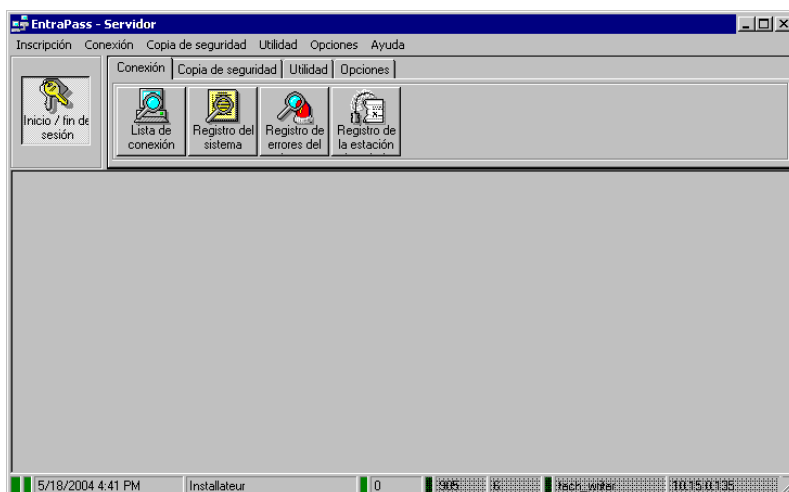 EntraPass - Servidor
Inscripción Conexión Copia de seguridad Utilidad Opciones Ayuda
Conexión Copia de seguridad Utilidad Opciones
Inicio / fin de
sesión
Lista de
conexión
Registro del
sistema
Registro de
errores del
Registro de
la estación
5/18/2004 4:41 PM Installateur 0 905 6 tech_writer 10.15.0.135